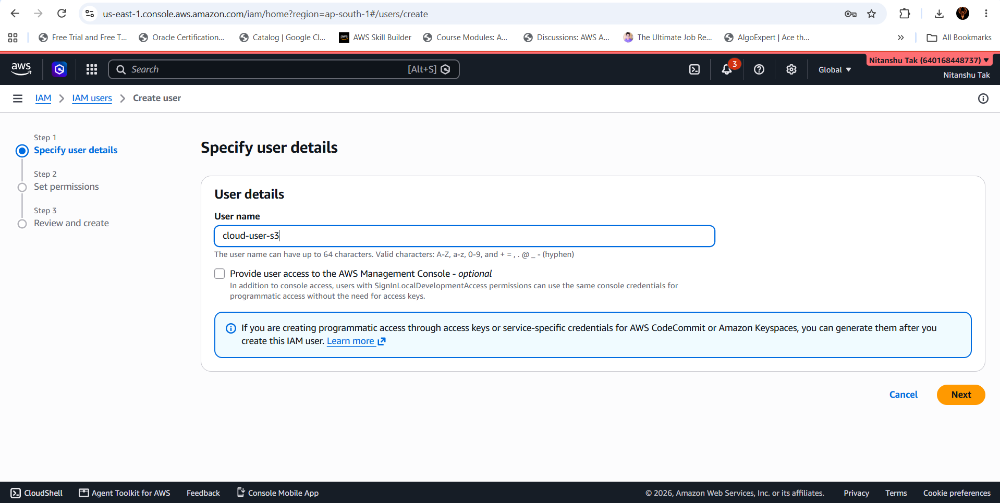 us-east-1.console.aws.amazon.com/iam/home?region=ap-south-1#/users/create
Free Trial and Free T...
Oracle Certification...
Catalog | Google Cl...
aws
AWS Skill Builder
Course Modules: A...
Discussions: AWS A...
The Ultimate Job Re...
AlgoExpert | Ace th...
All Bookmarks
aws
Search
[Alt+S]
3
Global
Nitanshu Tak (640168448737)
Nitanshu Tak
IAM
IAM users
Create user
Step 1
Specify user details
Step 2
Set permissions
Step 3
Review and create
Specify user details
User details
User name
cloud-user-s3
The user name can have up to 64 characters. Valid characters: A-Z, a-z, 0-9, and + = , . @ _ - (hyphen)
Provide user access to the AWS Management Console - optional
In addition to console access, users with SignInLocalDevelopmentAccess permissions can use the same console credentials for
programmatic access without the need for access keys.
If you are creating programmatic access through access keys or service-specific credentials for AWS CodeCommit or Amazon Keyspaces, you can generate them after you
create this IAM user. Learn more
Cancel
Next
CloudShell
Agent Toolkit for AWS
Feedback
Console Mobile App
© 2026, Amazon Web Services, Inc. or its affiliates.
Privacy
Terms
Cookie preferences